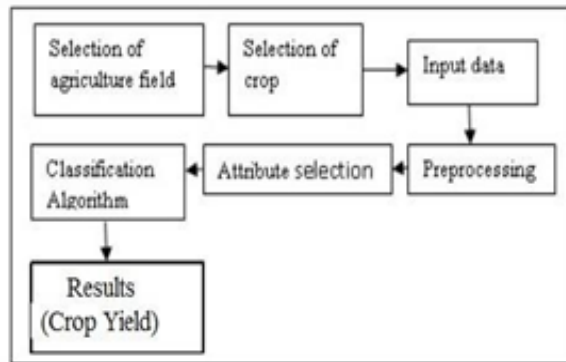 Selection of
agriculture field
Selection of
crop
Input data
Preprocessing
Attribute selection
Classification
Algorithm
Results
(Crop Yield)